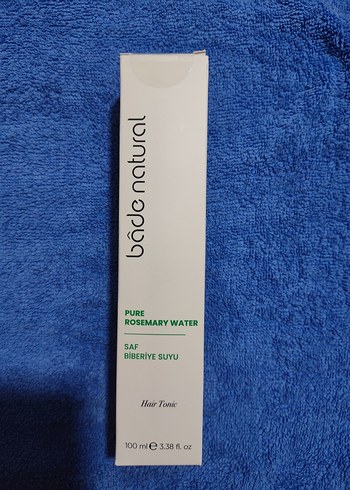 bâde natural
PURE
ROSEMARY WATER
SAF
BİBERİYE SUYU
Hair Tonic
100 ml ℮ 3.38 fl. oz